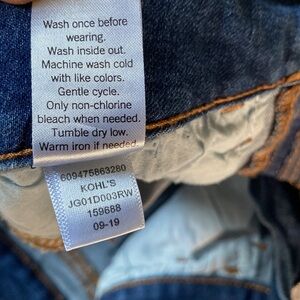 Wash once before
wearing.
Wash inside out.
Machine wash cold
with like colors.
Gentle cycle.
Only non-chlorine
bleach when needed.
Tumble dry low.
Warm iron if needed.
609475863280
KOHL'S
JG01D003RW
159688
09-19